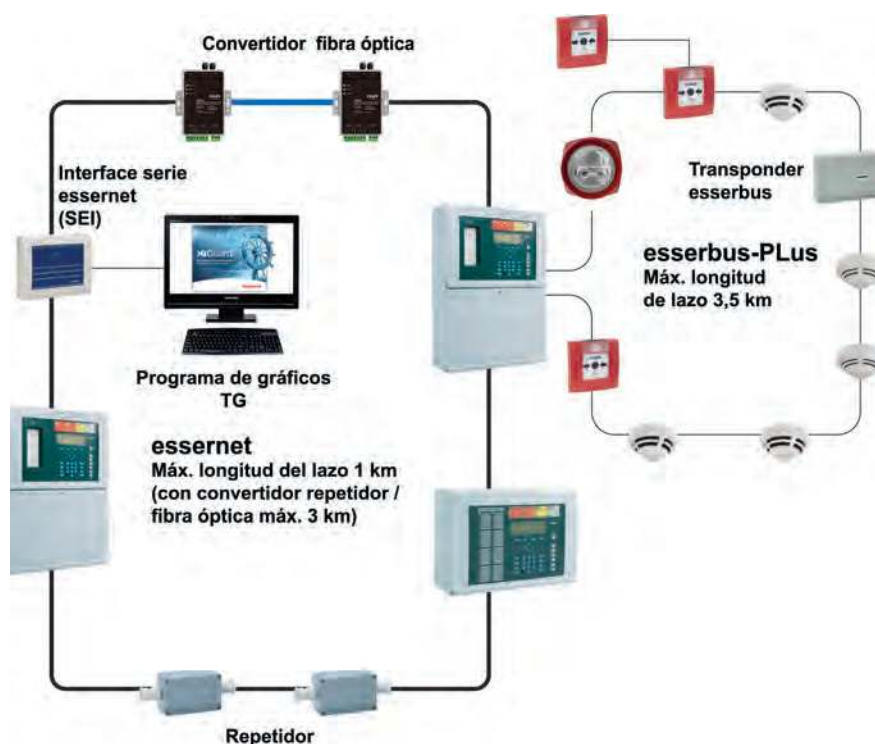 Convertidor fibra óptica
Interface serie
essernet
(SEI)
Programa de gráficos
TG
essernet
Máx. longitud del lazo 1 km
(con convertidor repetidor /
fibra óptica máx. 3 km)
Repetidor
Transponder
esserbus
esserbus-PLus
Máx. longitud
de lazo 3,5 km